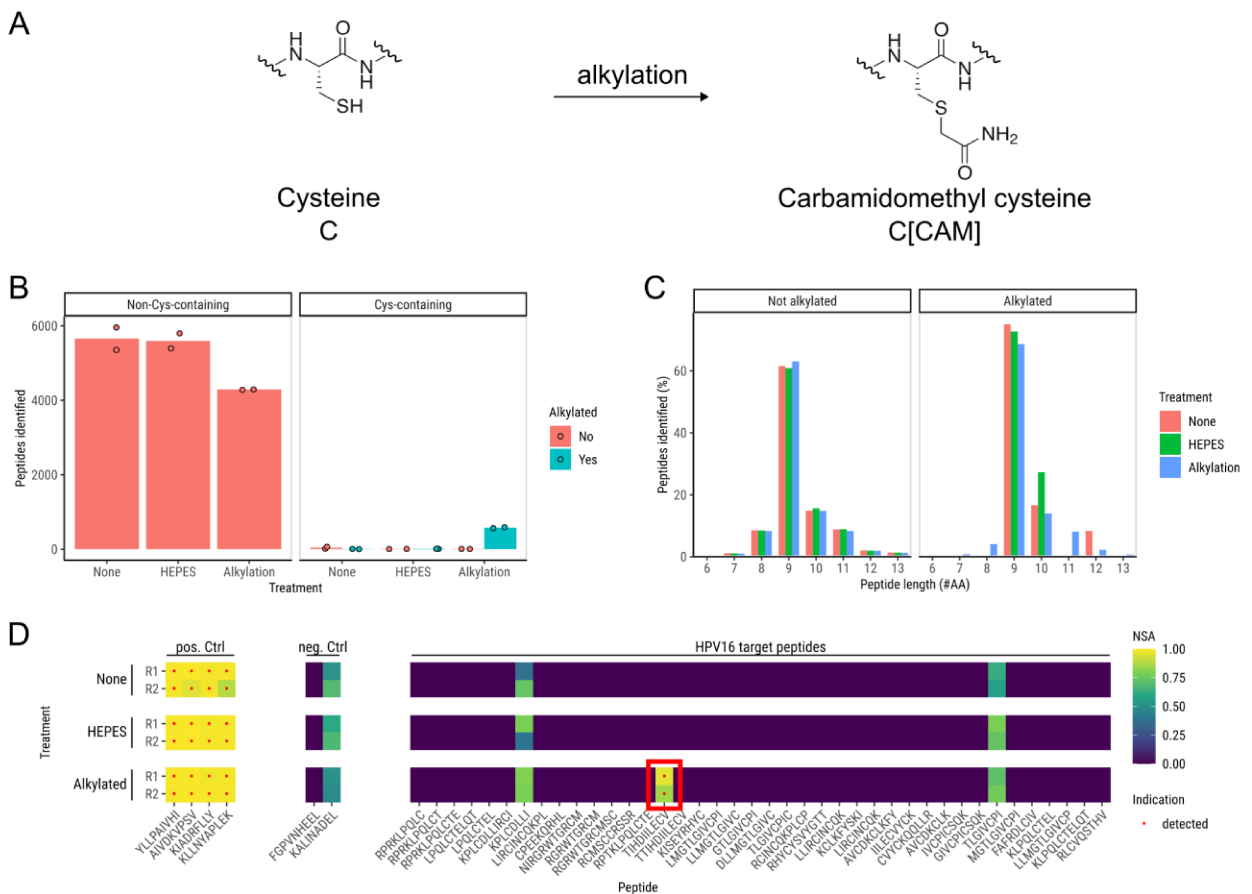 A
H
N
O
N
H
SH
Cysteine
C
alkylation
H
N
O
N
H
S
NH₂
O
Carbamidomethyl cysteine
C[CAM]
B
Non-Cys-containing
Cys-containing
Peptides identified
6000
4000
2000
0
None
HEPES
Alkylation
None
HEPES
Alkylation
Treatment
Alkylated
No
Yes
C
Not alkylated
Alkylated
Peptides identified (%)
60
40
20
0
6 7 8 9 10 11 12 13
6 7 8 9 10 11 12 13
Peptide length (#AA)
Treatment
None
HEPES
Alkylation
D
pos. Ctrl
neg. Ctrl
HPV16 target peptides
Treatment
None
R1
R2
HEPES
R1
R2
Alkylated
R1
R2
YLLPAIVHI
AIVDKVPSV
KIADRFLLY
KLLNYAPLEK
FGPVNHEEL
KALINADEL
RPRKLPQLC
RPRKLPQLCT
RPRKLPQLCTE
LPQLCTELQT
LPQLCTEL
KPLCDLLIRCI
KPLCDLLI
LIRCINCQKPL
CPEEKQRHL
NIRGRWTGRCM
RGRWTGRCM
RGRWTGRCMSC
RCMSCCRSSR
RPTKLPQLCTE
TIHDIILECV
TTIHDIILECV
KISEYRHYC
LMGTLGIVCPI
LLMGTLGIVC
GTLGIVCPI
DLLMGTLGIVC
TLGIVCPIC
RCINCQKPLCP
RHYCYSVYGTT
LLIRCINCQK
KCLKFYSKI
LIRCINCQK
AVCDKCLKFY
IILECVYCK
CVYCKQQLLR
AVCDKCLK
IVCPICSQK
GIVCPICSQK
TLGIVCPI
MGTLGIVCPI
FAFRDLCIV
KLPQLCTEL
LLMGTLGIVCP
KLPQLCTELQT
RLCVQSTHV
Peptide
NSA
1.00
0.75
0.50
0.25
0.00
Indication
detected